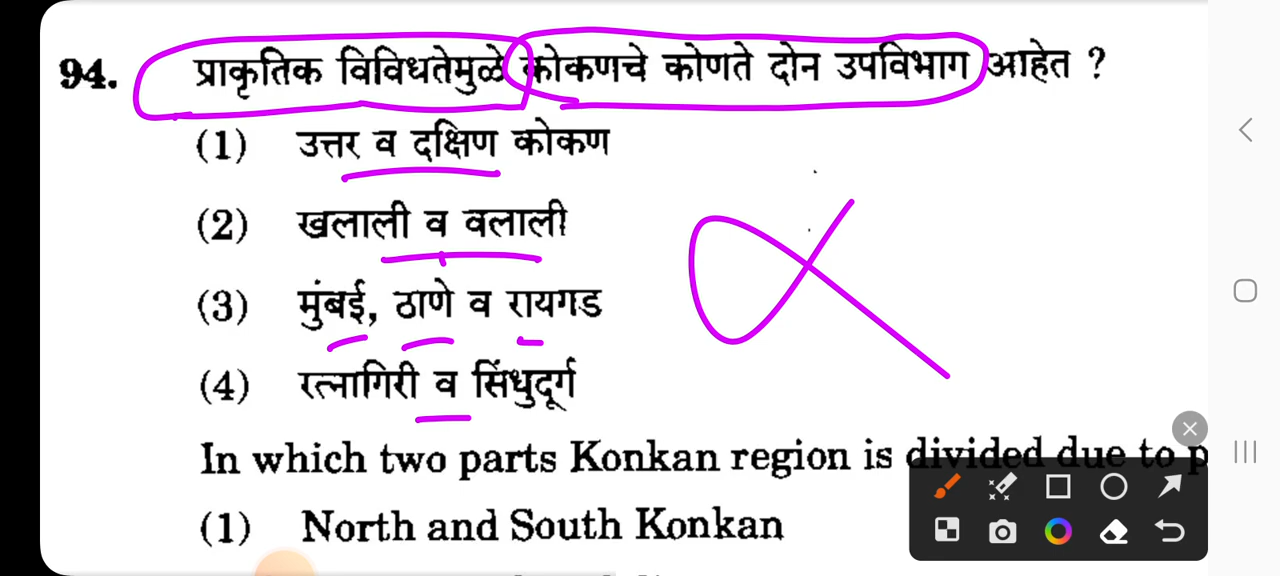 94. प्राकृतिक विविधतेमुळे कोकणचे कोणते दोन उपविभाग आहेत ?
(1) उत्तर व दक्षिण कोकण
(2) खलाली व वलाली
(3) मुंबई, ठाणे व रायगड
(4) रत्नागिरी व सिंधुदूर्ग
In which two parts Konkan region is divided due to p
(1) North and South Konkan